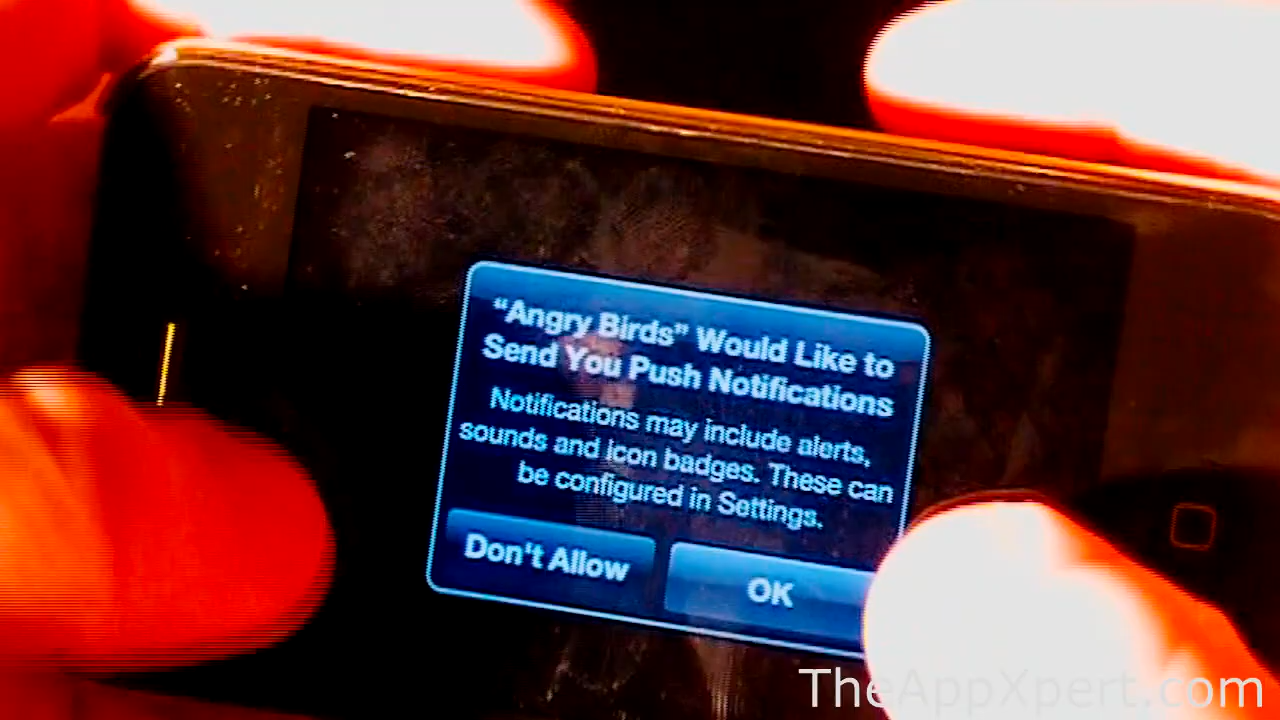 “Angry Birds” Would Like to
Send You Push Notifications
Notifications may include alerts,
sounds and icon badges. These can
be configured in Settings.
Don't Allow
OK
TheAppXpert.com